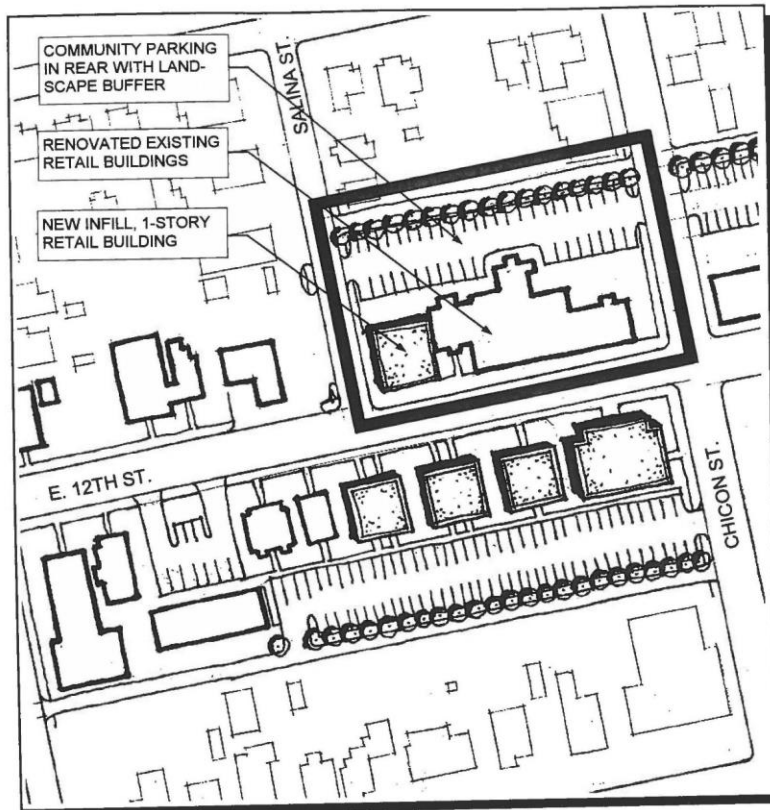 COMMUNITY PARKING
IN REAR WITH LAND-
SCAPE BUFFER
SALINA ST.
RENOVATED EXISTING
RETAIL BUILDINGS
NEW INFILL, 1-STORY
RETAIL BUILDING
E. 12TH ST.
CHICON ST.